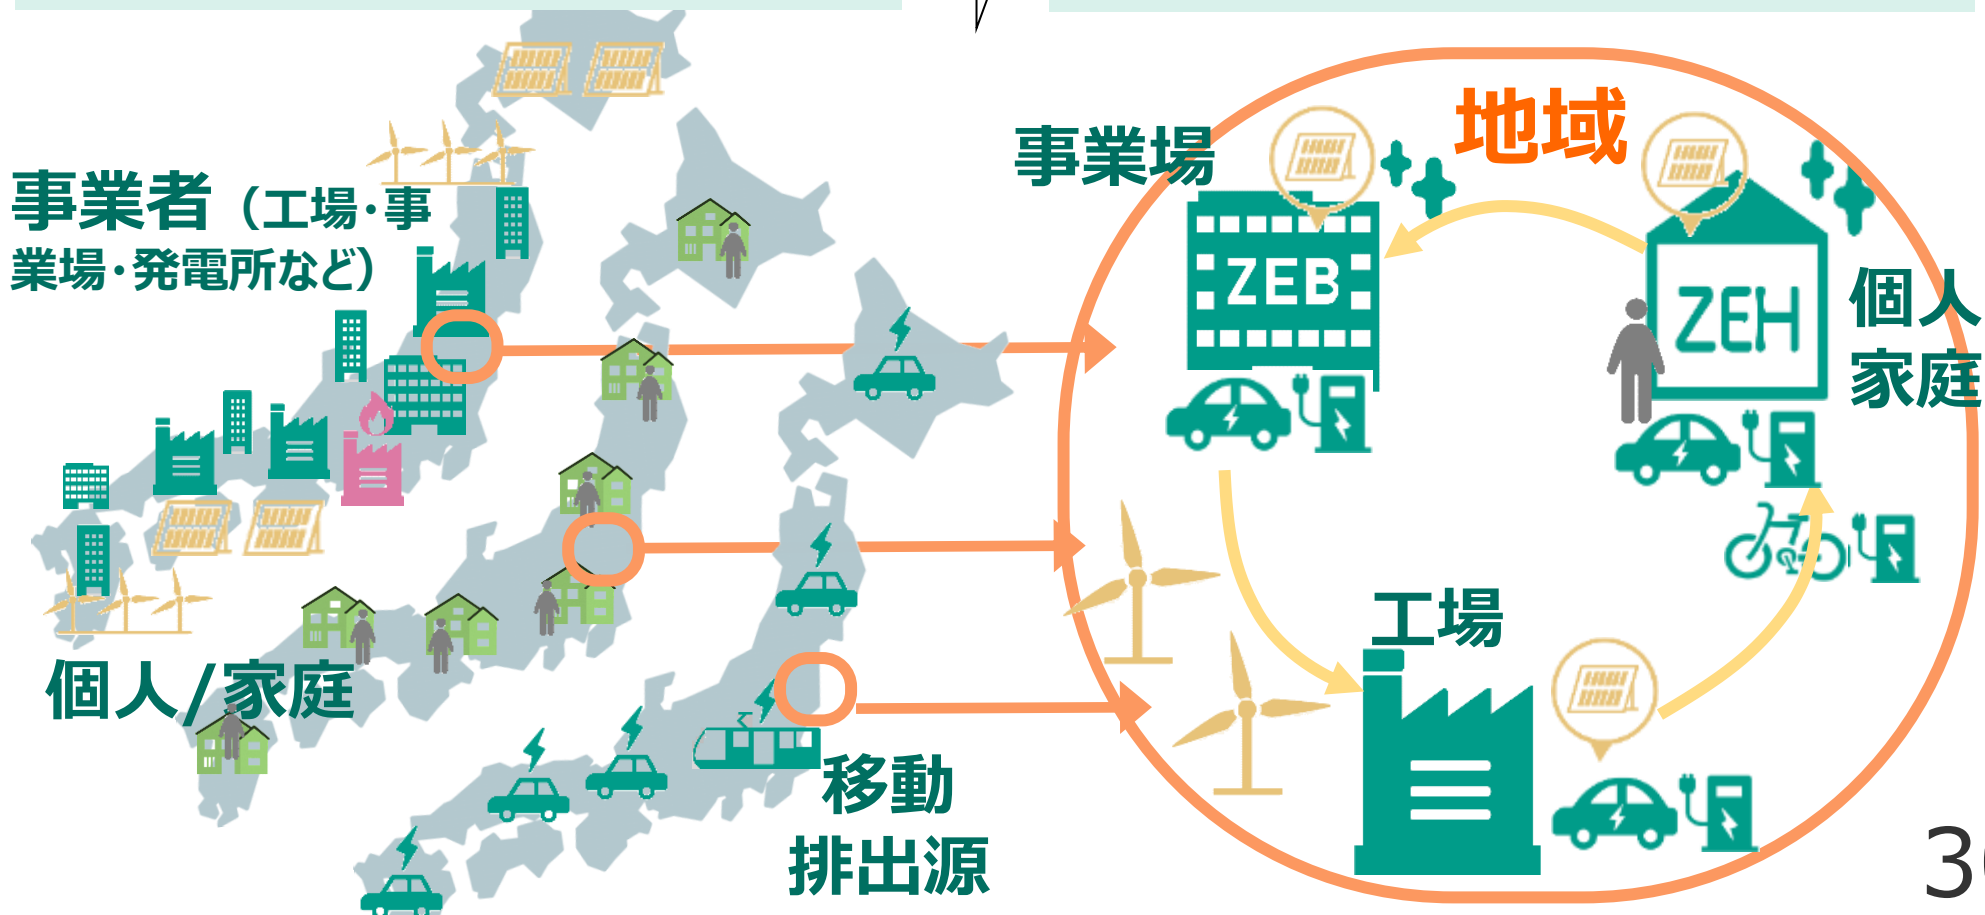 事業者（工場・事
業場・発電所など）
個人/家庭
移動
排出源
地域
事業場
ZEB
ZEH
個人
家庭
工場